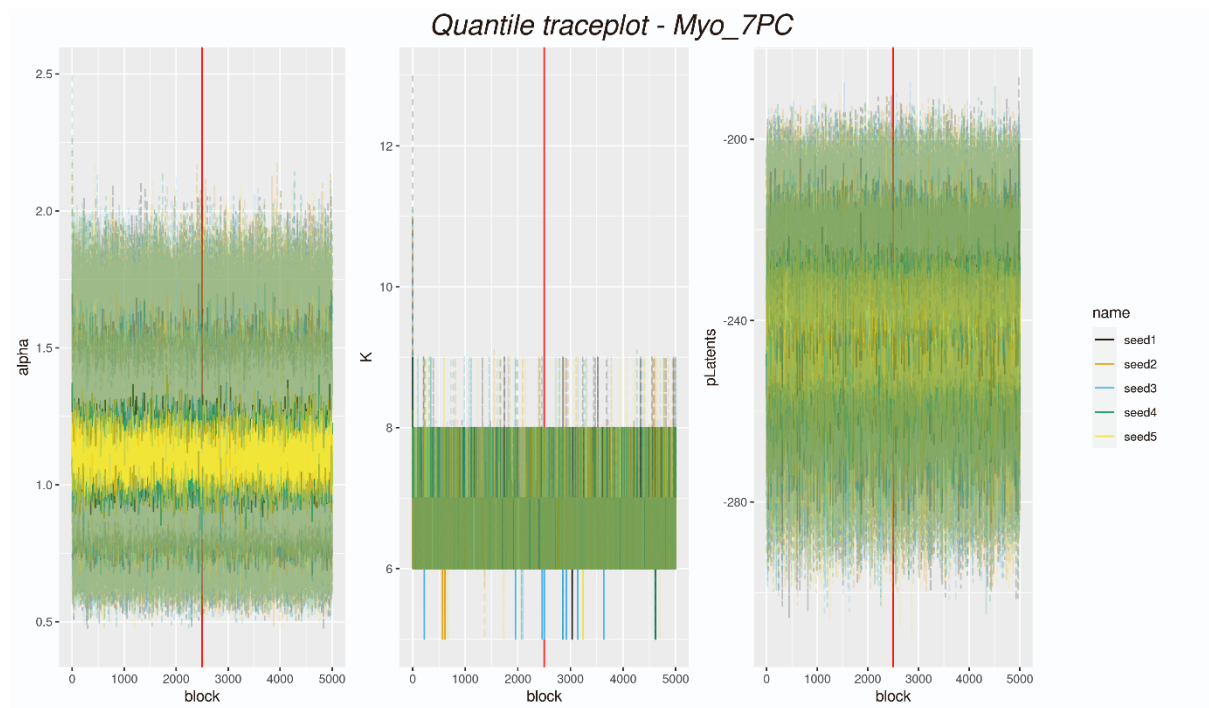 Quantile traceplot - Myo_7PC
alpha
2.5
2.0
1.5
1.0
0.5
0 1000 2000 3000 4000 5000
block
K
12
10
8
6
0 1000 2000 3000 4000 5000
block
pLatents
-200
-240
-280
0 1000 2000 3000 4000 5000
block
name
seed1
seed2
seed3
seed4
seed5